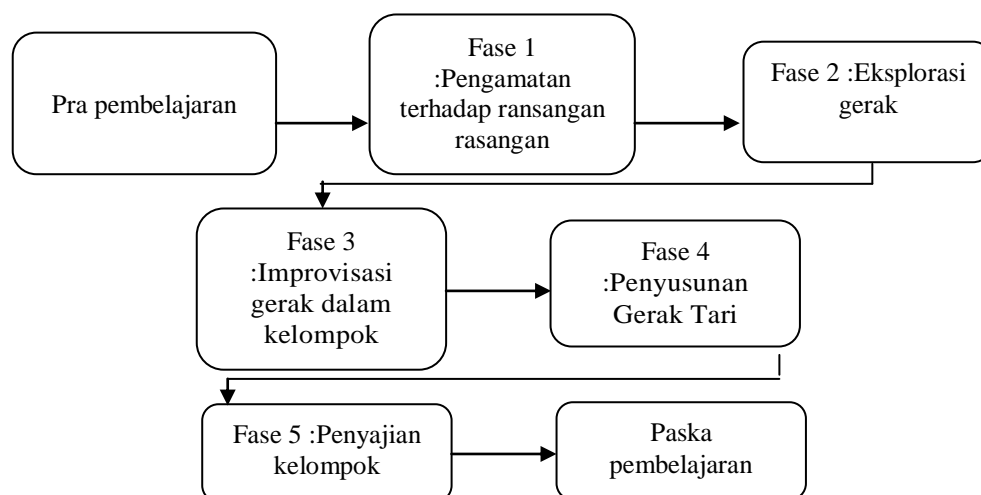 Pra pembelajaran
Fase 1
:Pengamatan
terhadap ransangan
rasangan
Fase 2 :Eksplorasi
gerak
Fase 3
:Improvisasi
gerak dalam
kelompok
Fase 4
:Penyusunan
Gerak Tari
Fase 5 :Penyajian
kelompok
Paska
pembelajaran